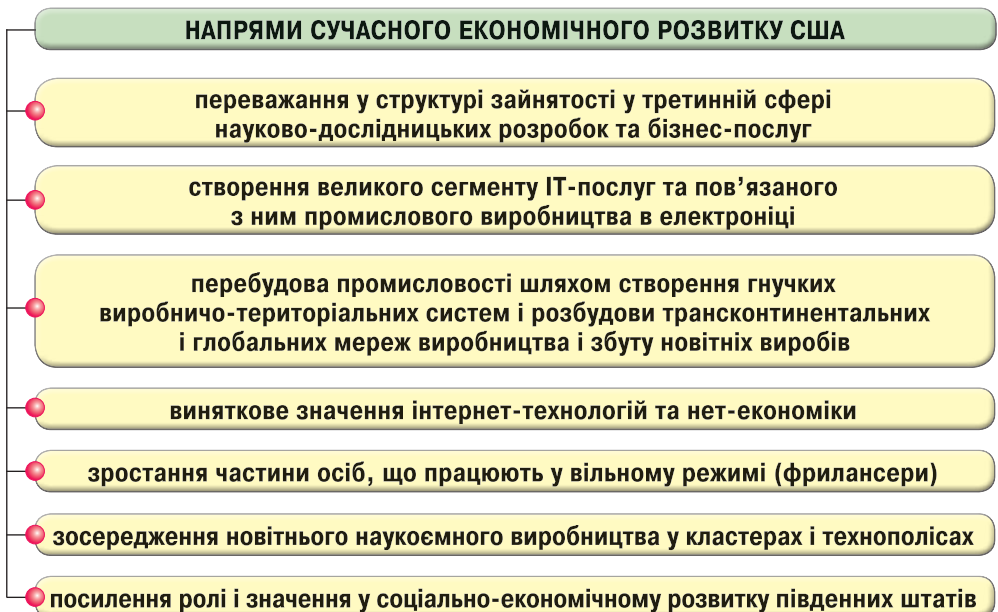 НАПРЯМИ СУЧАСНОГО ЕКОНОМІЧНОГО РОЗВИТКУ США
переважання у структурі зайнятості у третинній сфері
науково-дослідницьких розробок та бізнес-послуг
створення великого сегменту ІТ-послуг та пов’язаного
з ним промислового виробництва в електроніці
перебудова промисловості шляхом створення гнучких
виробничо-територіальних систем і розбудови трансконтинентальних
і глобальних мереж виробництва і збуту новітніх виробів
виняткове значення інтернет-технологій та нет-економіки
зростання частини осіб, що працюють у вільному режимі (фрилансери)
зосередження новітнього наукоємного виробництва у кластерах і технополісах
посилення ролі і значення у соціально-економічному розвитку південних штатів